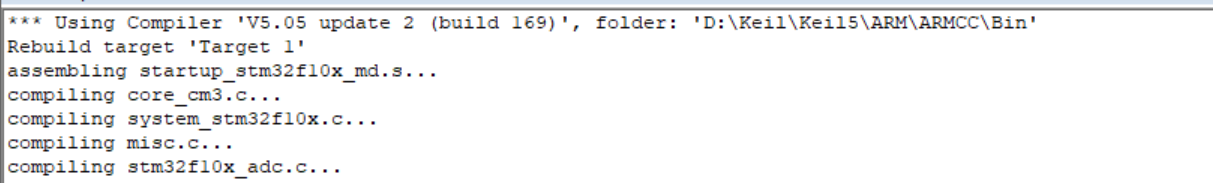 *** Using Compiler 'V5.05 update 2 (build 169)', folder: 'D:\Keil\Keil5\ARM\ARMCC\Bin'
Rebuild target 'Target 1'
assembling startup_stm32f10x_md.s...
compiling core_cm3.c...
compiling system_stm32f10x.c...
compiling misc.c...
compiling stm32f10x_adc.c...